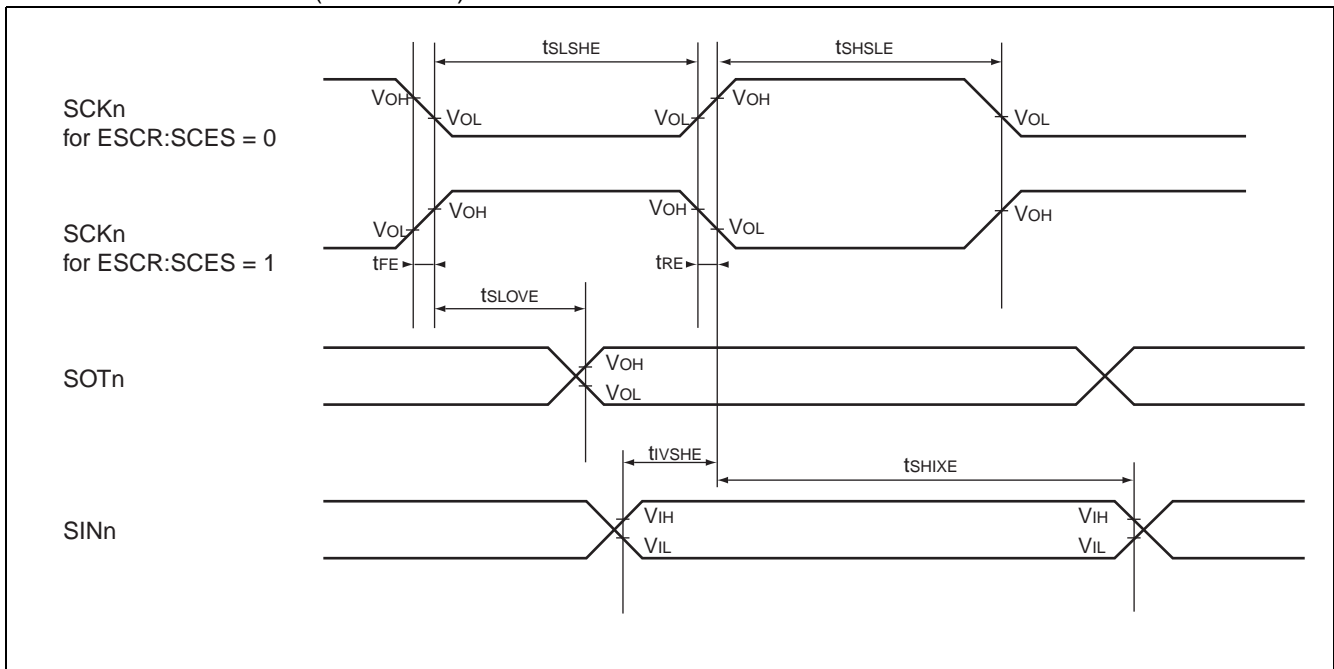 tSLSHE
tSHSLE
SCKn
for ESCR:SCES = 0
VOH
VOL
VOL
VOH
VOL
SCKn
for ESCR:SCES = 1
VOL
VOH
VOH
VOL
VOH
tFE
tRE
tSLOVE
SOTn
VOH
VOL
tIVSHE
tSHIXE
SINn
VIH
VIL
VIH
VIL